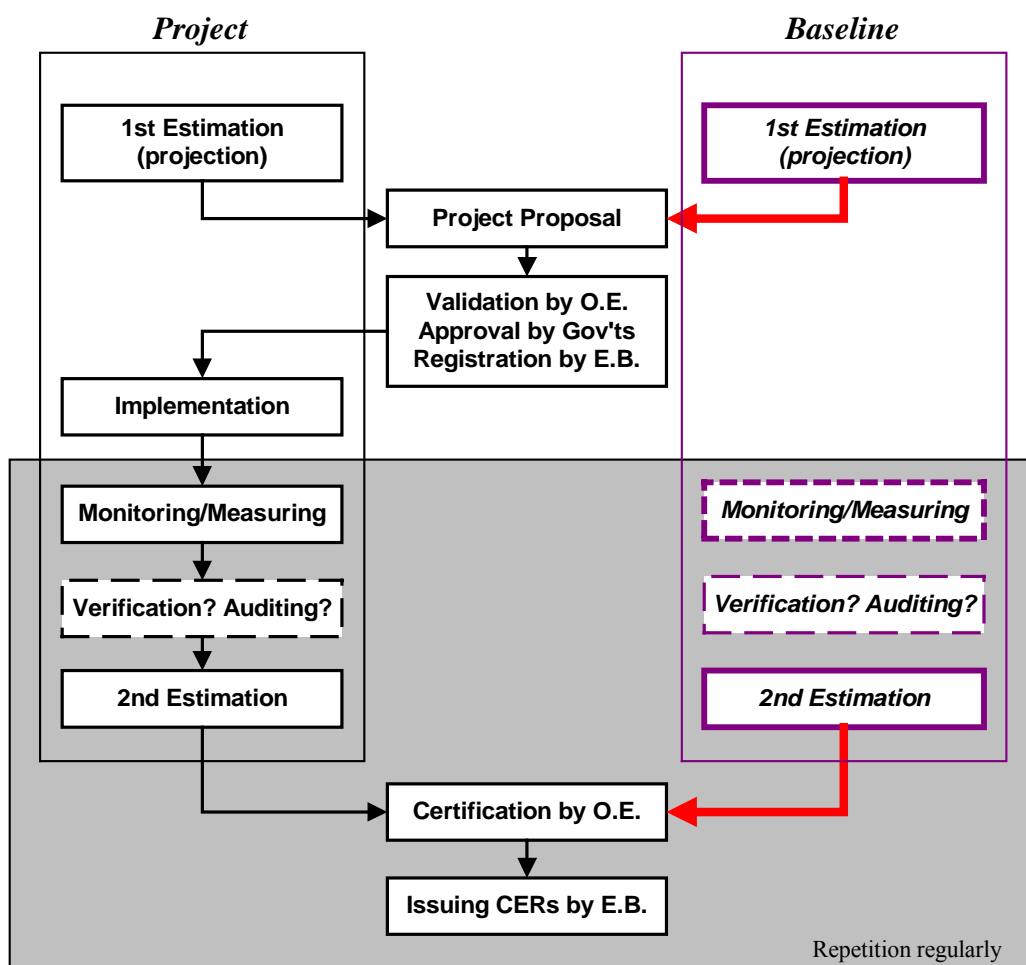 Project
Baseline
1st Estimation
(projection)
1st Estimation
(projection)
Project Proposal
Validation by O.E.
Approval by Gov'ts
Registration by E.B.
Implementation
Monitoring/Measuring
Monitoring/Measuring
Verification? Auditing?
Verification? Auditing?
2nd Estimation
2nd Estimation
Certification by O.E.
Issuing CERs by E.B.
Repetition regularly